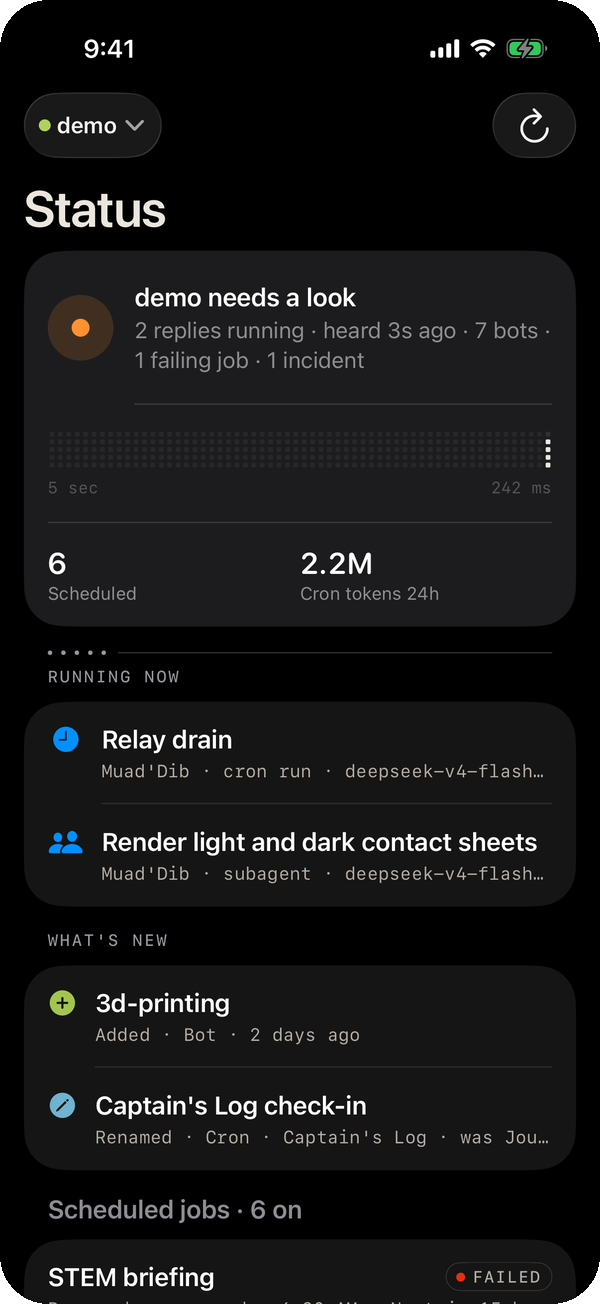 9:41
demo
Status
demo needs a look
2 replies running · heard 3s ago · 7 bots ·
1 failing job · 1 incident
5 sec
242 ms
6
2.2M
Scheduled
Cron tokens 24h
RUNNING NOW
Relay drain
Muad'Dib · cron run · deepseek-v4-flash…
Render light and dark contact sheets
Muad'Dib · subagent · deepseek-v4-flash…
WHAT'S NEW
3d-printing
Added · Bot · 2 days ago
Captain's Log check-in
Renamed · Cron · Captain's Log · was Jou…
Scheduled jobs · 6 on
STEM briefing
FAILED